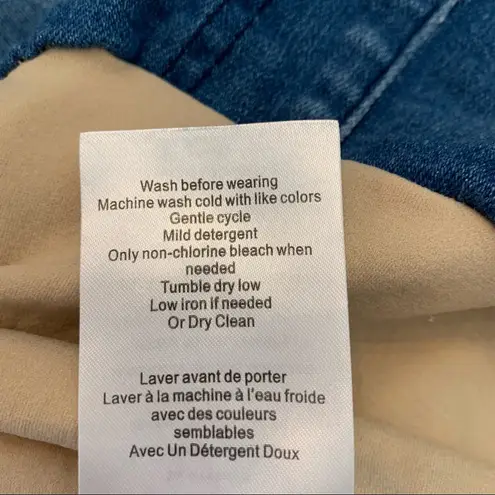 Wash before wearing
Machine wash cold with like colors
Gentle cycle
Mild detergent
Only non-chlorine bleach when
needed
Tumble dry low
Low iron if needed
Or Dry Clean
Laver avant de porter
Laver à la machine à l'eau froide
avec des couleurs
semblables
Avec Un Détergent Doux